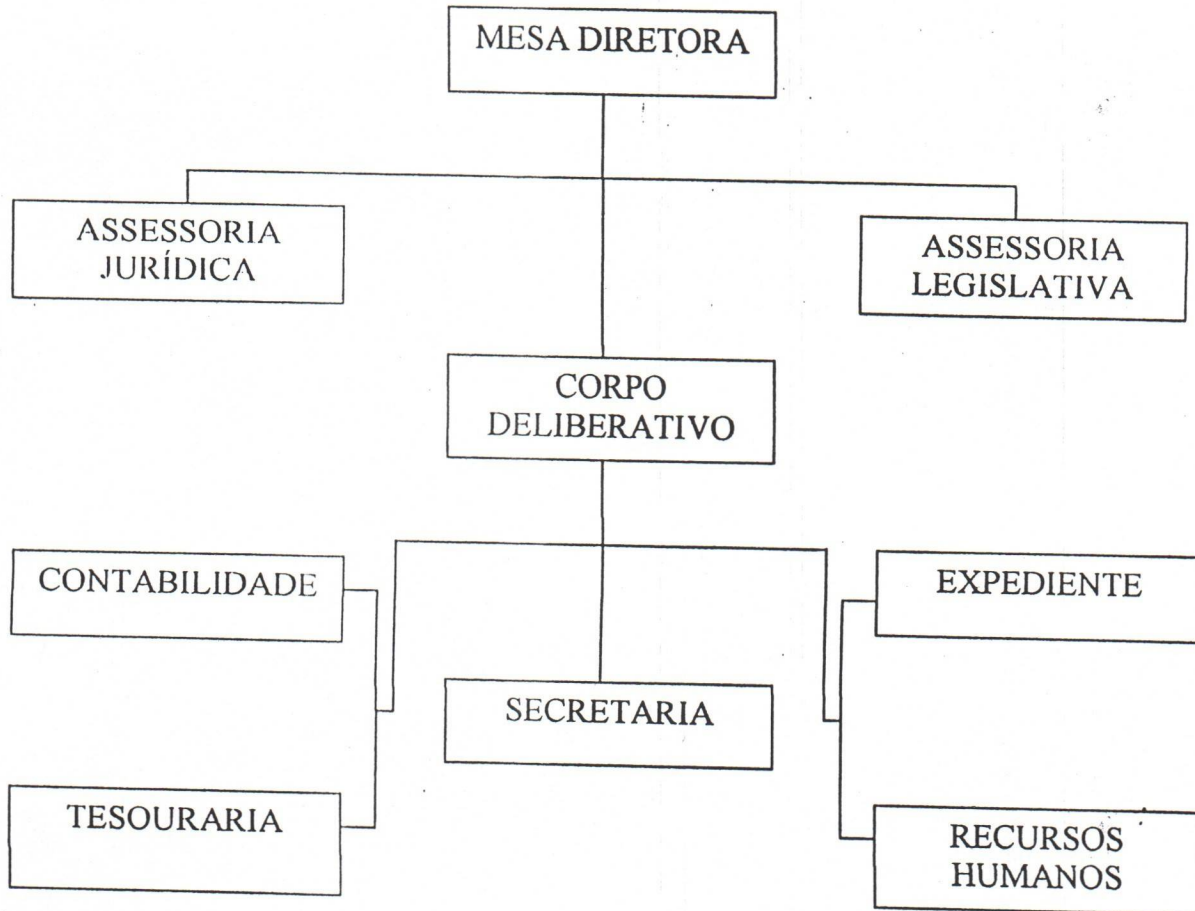 MESA DIRETORA
ASSESSORIA
JURÍDICA
ASSESSORIA
LEGISLATIVA
CORPO
DELIBERATIVO
CONTABILIDADE
EXPEDIENTE
SECRETARIA
TESOURARIA
RECURSOS
HUMANOS